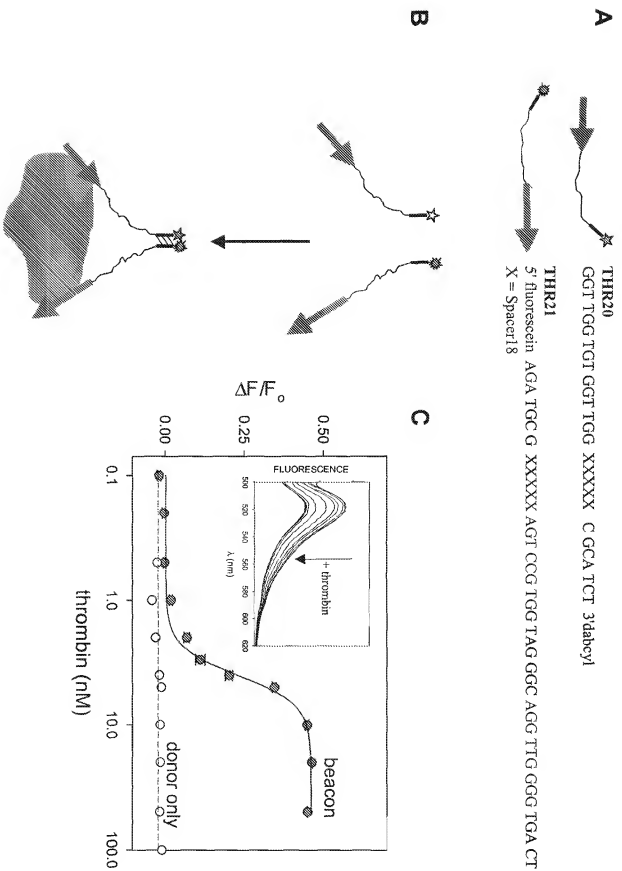 A
THR20
GGT TGG TGT GGT TGG XXXXX C GCA TCT 3'dabcyl
THR21
5' fluorescein AGA TGC G XXXXX AGT CCG TGG TAG GGC AGG TTG GGG TGA CT
X = Spacer18
B
C
ΔF/Fo
0.00
0.25
0.50
FLUORESCENCE
+ thrombin
500
520
540
560
580
600
620
λ (nm)
beacon
donor only
0.1
1.0
10.0
100.0
thrombin (nM)